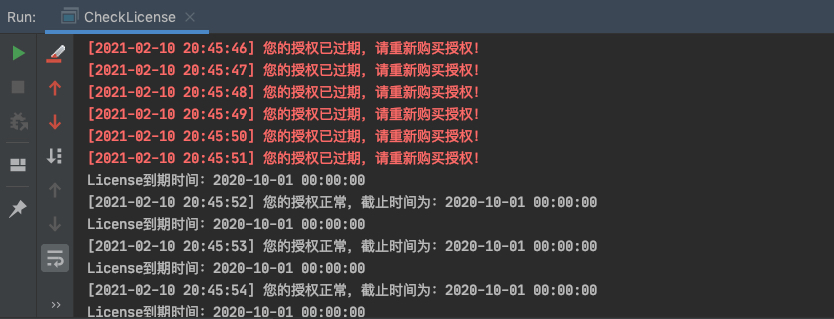 Run:
CheckLicense
[2021-02-10 20:45:46] 您的授权已过期，请重新购买授权！
[2021-02-10 20:45:47] 您的授权已过期，请重新购买授权！
[2021-02-10 20:45:48] 您的授权已过期，请重新购买授权！
[2021-02-10 20:45:49] 您的授权已过期，请重新购买授权！
[2021-02-10 20:45:50] 您的授权已过期，请重新购买授权！
[2021-02-10 20:45:51] 您的授权已过期，请重新购买授权！
License到期时间：2020-10-01 00:00:00
[2021-02-10 20:45:52] 您的授权正常，截止时间为：2020-10-01 00:00:00
License到期时间：2020-10-01 00:00:00
[2021-02-10 20:45:53] 您的授权正常，截止时间为：2020-10-01 00:00:00
License到期时间：2020-10-01 00:00:00
[2021-02-10 20:45:54] 您的授权正常，截止时间为：2020-10-01 00:00:00
License到期时间：2020-10-01 00:00:00